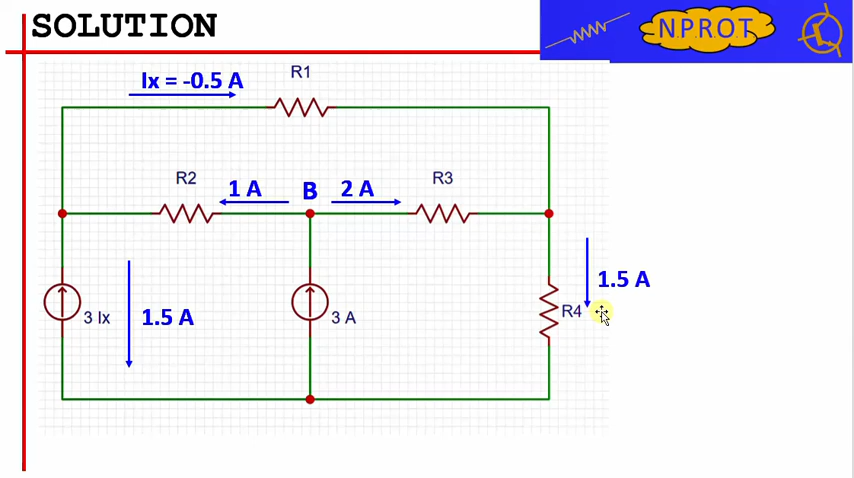 SOLUTION
NPROT
Ix = -0.5 A
R1
R2
1 A
B
2 A
R3
3 Ix
1.5 A
3 A
R4
1.5 A